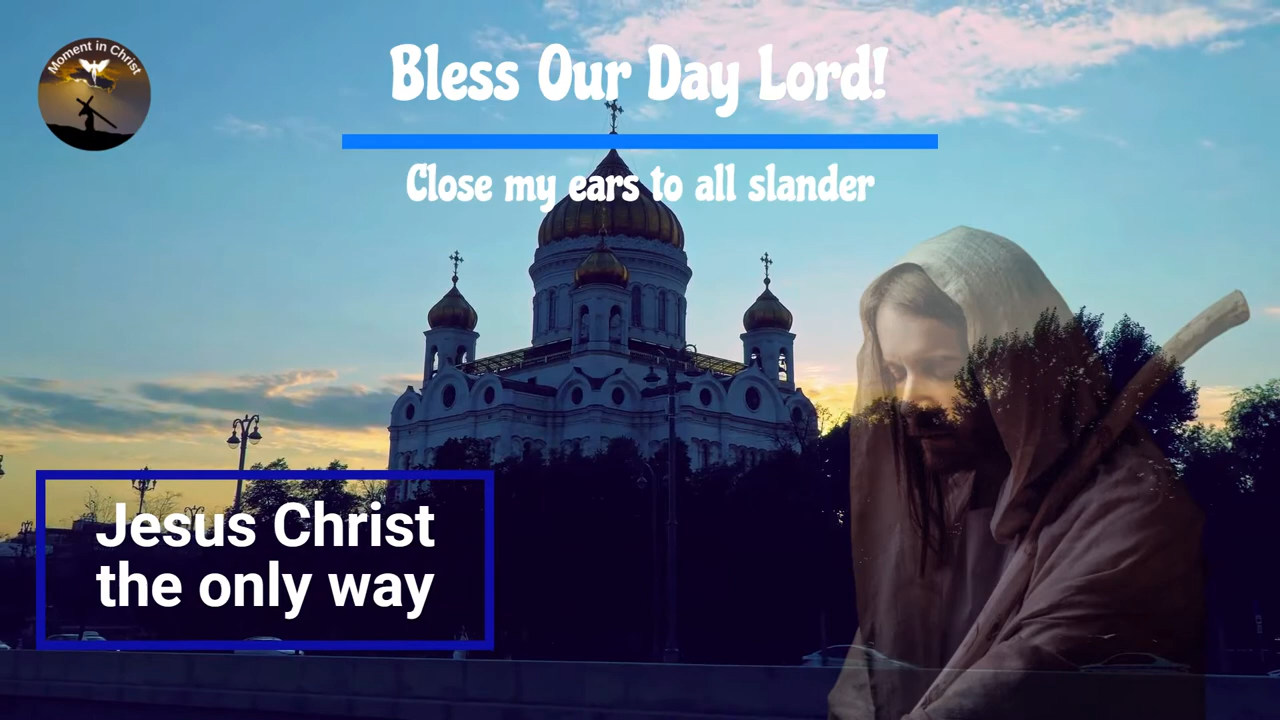 Moment in Christ
Bless Our Day Lord!
Close my ears to all slander
Jesus Christ
the only way